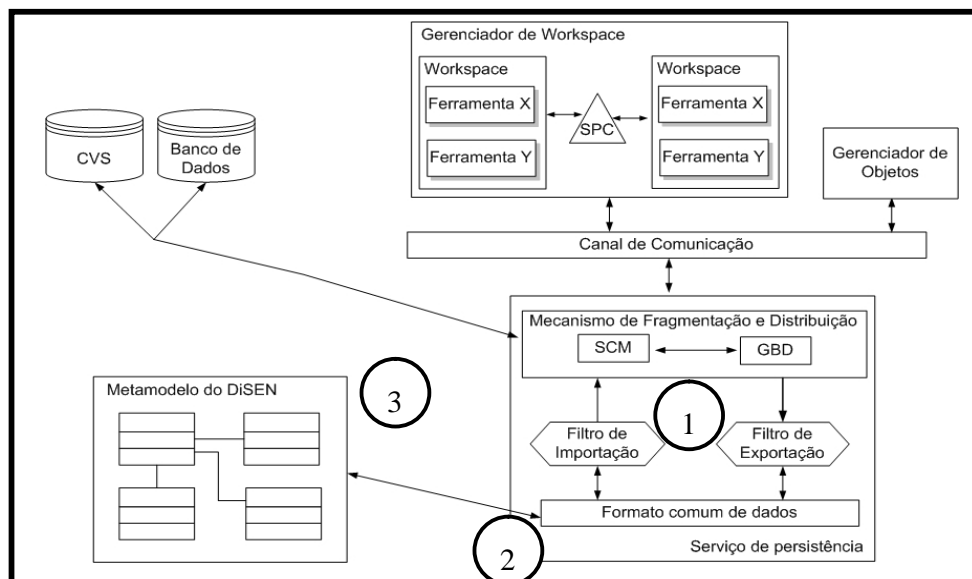 Gerenciador de Workspace
Workspace
Ferramenta X
Ferramenta Y
SPC
Workspace
Ferramenta X
Ferramenta Y
CVS
Banco de
Dados
Gerenciador de
Objetos
Canal de Comunicação
Mecanismo de Fragmentação e Distribuição
SCM
GBD
Metamodelo do DiSEN
3
1
Filtro de
Importação
Filtro de
Exportação
Formato comum de dados
2
Serviço de persistência